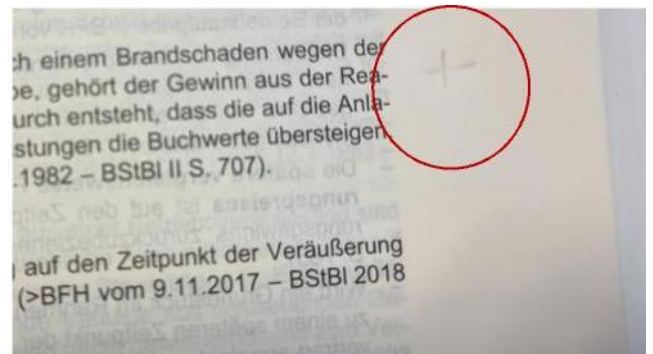 ch einem Brandschaden wegen der
be, gehört der Gewinn aus der Rea-
urch entsteht, dass die auf die Anla-
stungen die Buchwerte übersteigen
.1982 – BStBl II S. 707).
auf den Zeitpunkt der Veräußerung
(>BFH vom 9.11.2017 – BStBl 2018